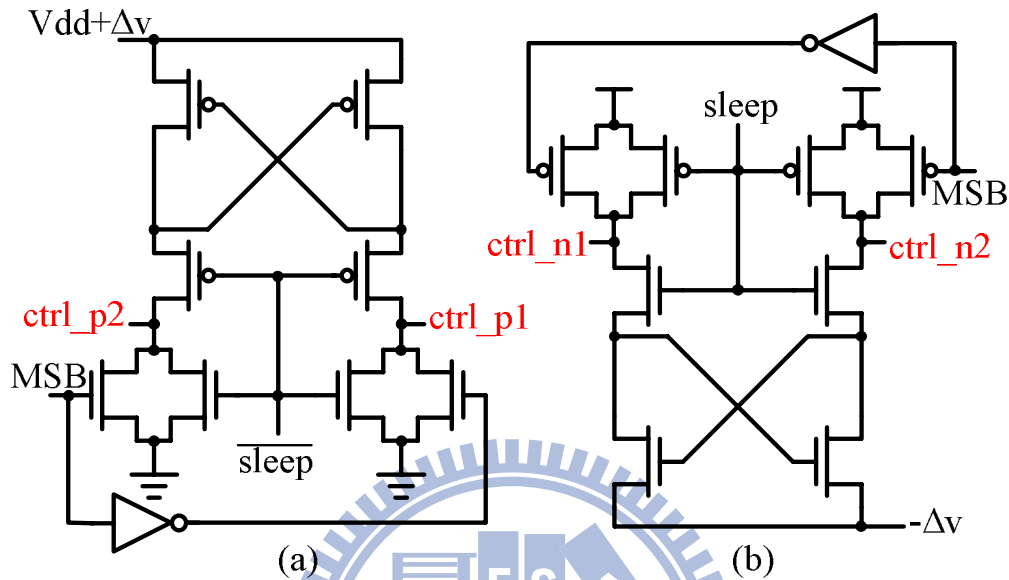 Vdd+Δv
ctrl_p2
ctrl_p1
MSB
sleep
(a)
sleep
MSB
ctrl_n1
ctrl_n2
-Δv
(b)